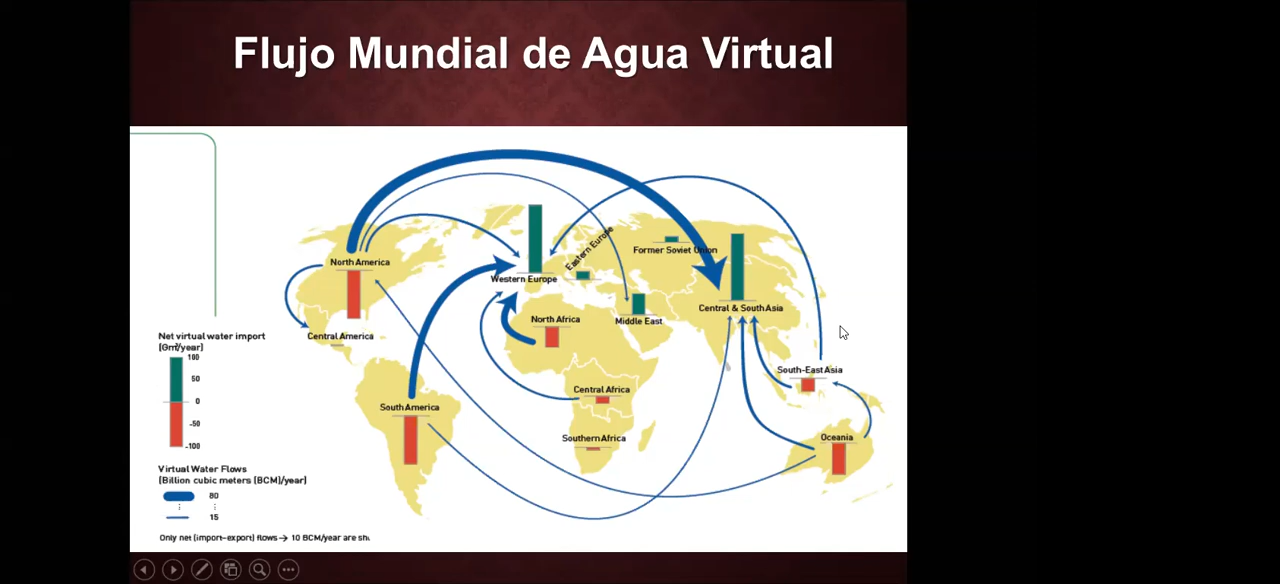 Flujo Mundial de Agua Virtual
North America
Central America
South America
Western Europe
Eastern Europe
Former Soviet Union
Middle East
Central & South Asia
North Africa
Central Africa
Southern Africa
South-East Asia
Oceania
Net virtual water import
(Gm³/year)
100
50
0
-50
-100
Virtual Water Flows
(Billion cubic meters (BCM)/year)
80
15
Only net (import-export) flows → 10 BCM/year are